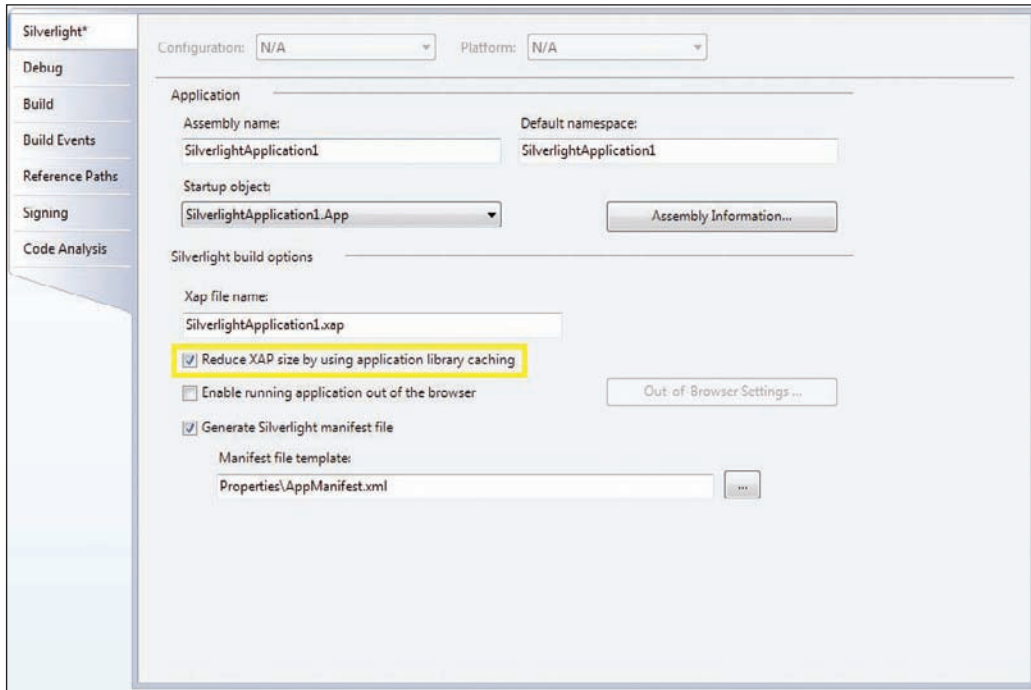 Silverlight*
Debug
Build
Build Events
Reference Paths
Signing
Code Analysis
Configuration: N/A Platform: N/A
Application
Assembly name: Default namespace:
SilverlightApplication1 SilverlightApplication1
Startup object:
SilverlightApplication1.App Assembly Information...
Silverlight build options
Xap file name:
SilverlightApplication1.xap
Reduce XAP size by using application library caching
Enable running application out of the browser Out-of-Browser Settings ...
Generate Silverlight manifest file
Manifest file template:
Properties\AppManifest.xml ...